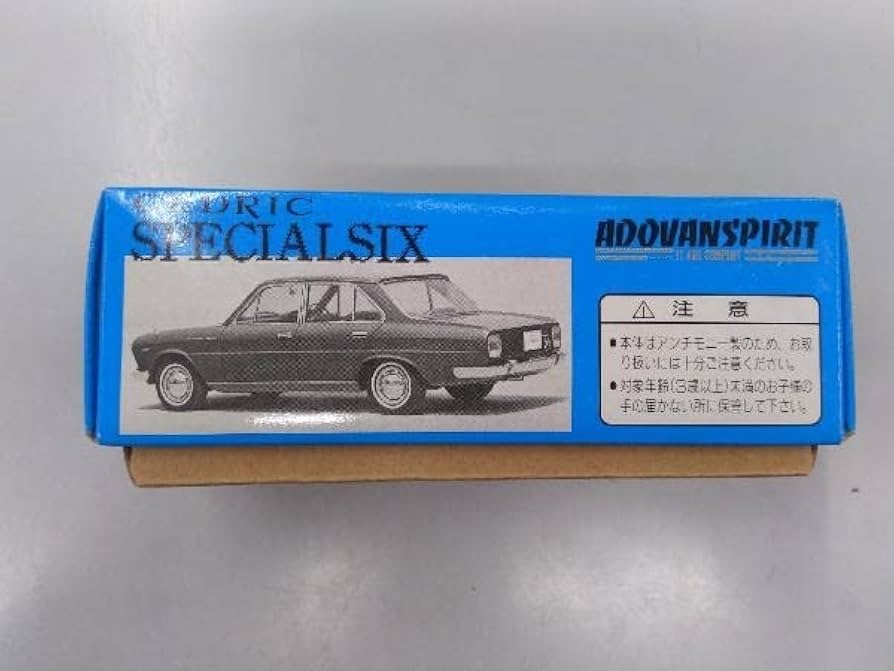 CEDRIC
SPECIALSIX
ADOVANSPIRIT
注意
●本体はアンチモニー製のため、お取
り扱いには十分ご注意ください。
●対象年齢(3歳以上)未満のお子様の
手の届かない所に保管して下さい。